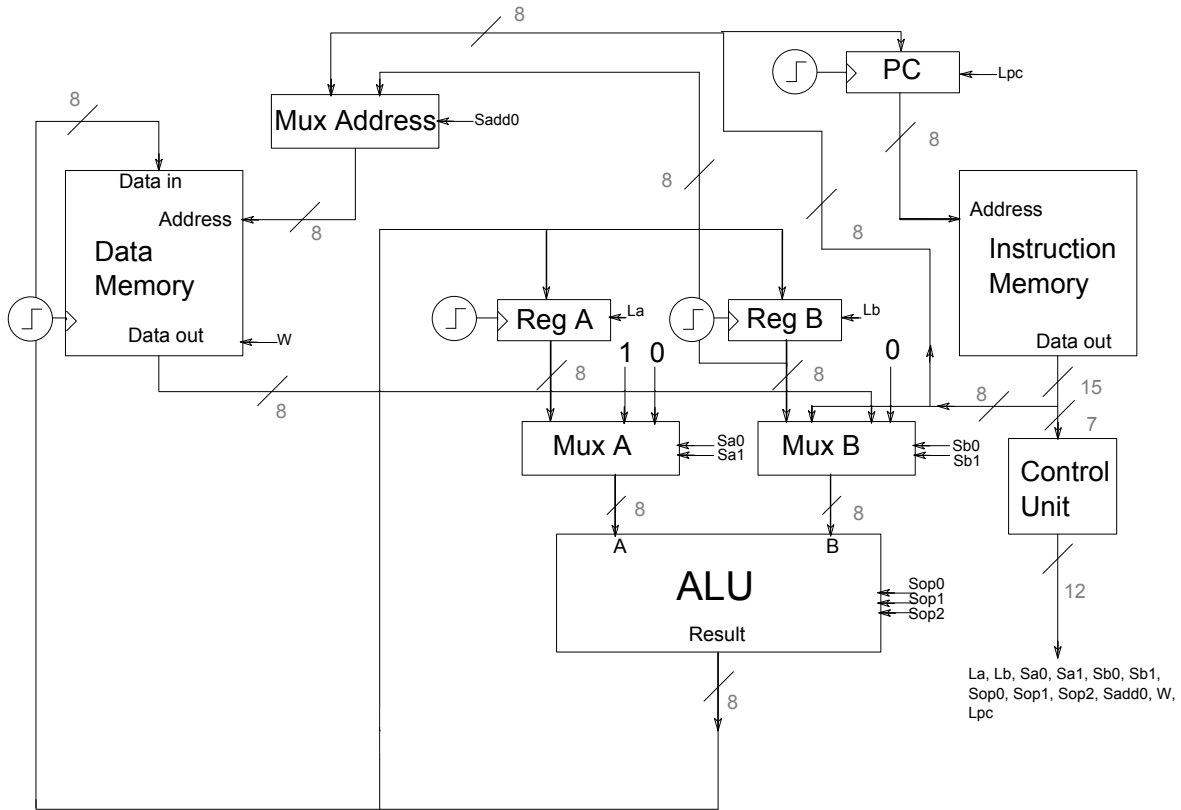 8
PC
Lpc
8
Mux Address
Sadd0
8
8
8
8
8
Data in
Address
Data
Memory
Data out
W
Address
Instruction
Memory
Data out
Reg A
La
Reg B
Lb
1 0
0
8
8
8
8
15
7
Mux A
Sa0
Sa1
Mux B
Sb0
Sb1
Control
Unit
8
8
A
B
ALU
Result
Sop0
Sop1
Sop2
12
8
La, Lb, Sa0, Sa1, Sb0, Sb1,
Sop0, Sop1, Sop2, Sadd0, W,
Lpc